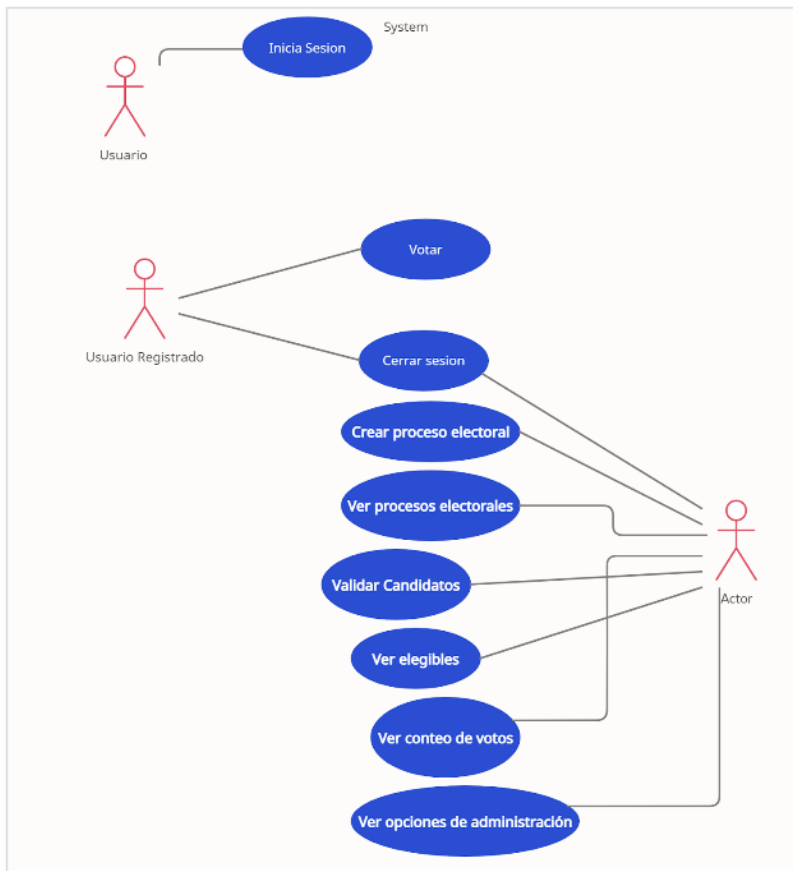 System
Inicia Sesion
Usuario
Votar
Usuario Registrado
Cerrar sesion
Crear proceso electoral
Ver procesos electorales
Validar Candidatos
Actor
Ver elegibles
Ver conteo de votos
Ver opciones de administración